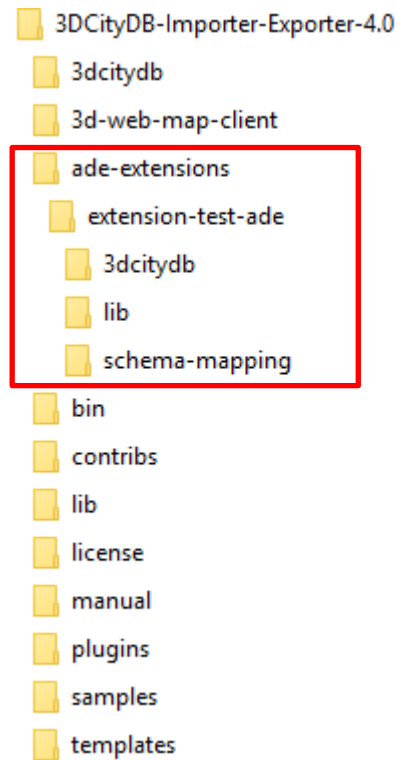 3DCityDB-Importer-Exporter-4.0
3dcitydb
3d-web-map-client
ade-extensions
extension-test-ade
3dcitydb
lib
schema-mapping
bin
contribs
lib
license
manual
plugins
samples
templates